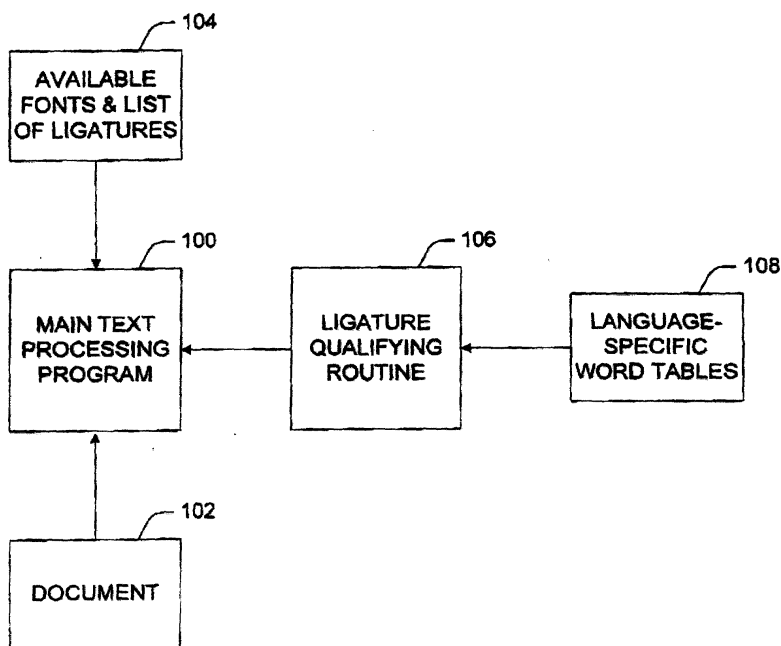 104
AVAILABLE
FONTS & LIST
OF LIGATURES
100
MAIN TEXT
PROCESSING
PROGRAM
106
LIGATURE
QUALIFYING
ROUTINE
108
LANGUAGE-
SPECIFIC
WORD TABLES
102
DOCUMENT